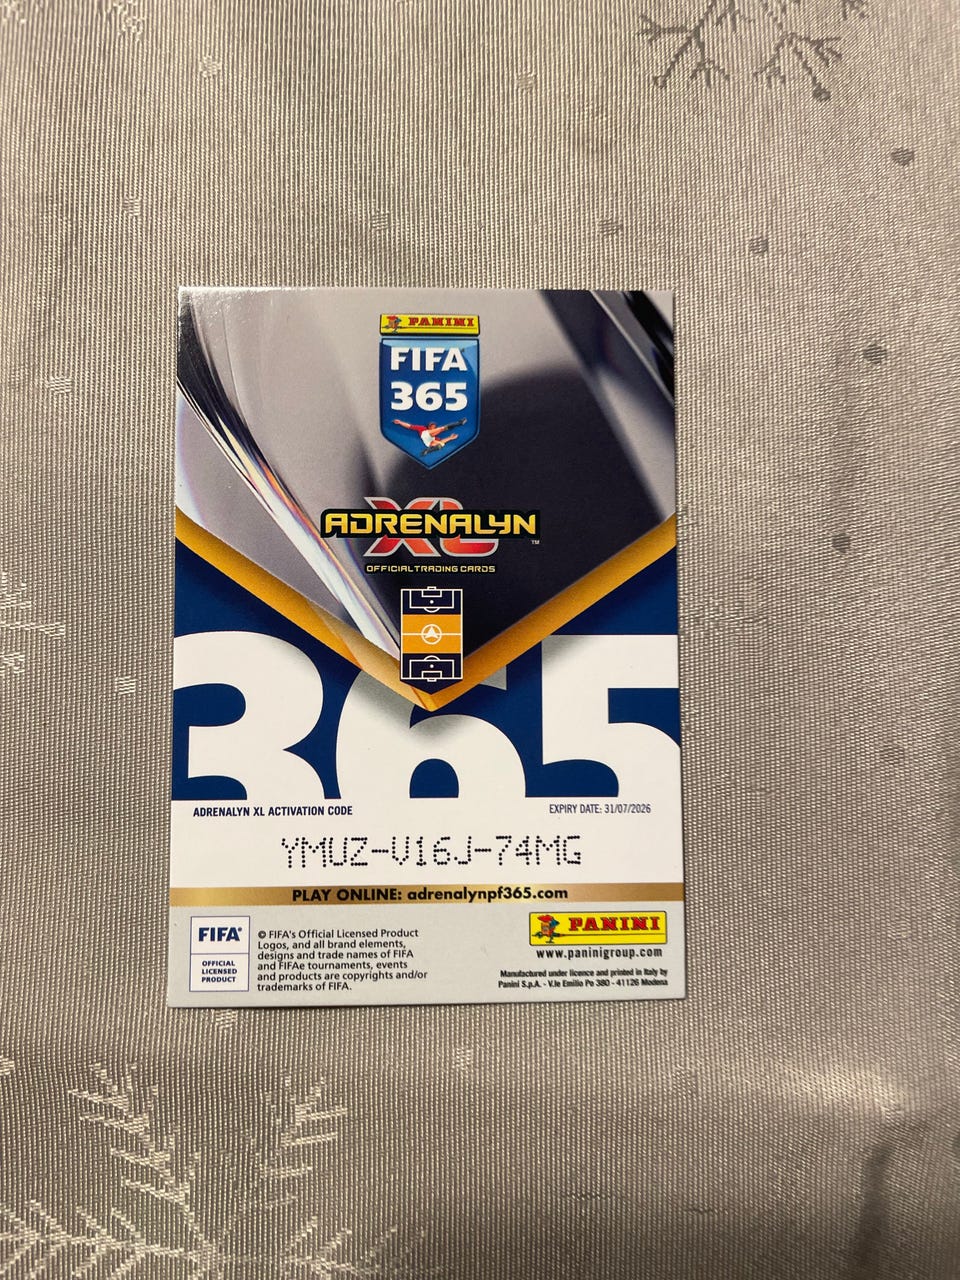 PANINI
FIFA
365
ADRENALYN
XL
™
OFFICIAL TRADING CARDS
365
ADRENALYN XL ACTIVATION CODE
EXPIRY DATE: 31/07/2026
YMUZ-V16J-74MG
PLAY ONLINE: adrenalynpf365.com
FIFA®
OFFICIAL
LICENSED
PRODUCT
© FIFA's Official Licensed Product
Logos, and all brand elements,
designs and trade names of FIFA
and FIFAe tournaments, events
and products are copyrights and/or
trademarks of FIFA.
PANINI
www.paninigroup.com
Manufactured under licence and printed in Italy by
Panini S.p.A. - V.le Emilio Po 380 - 41126 Modena